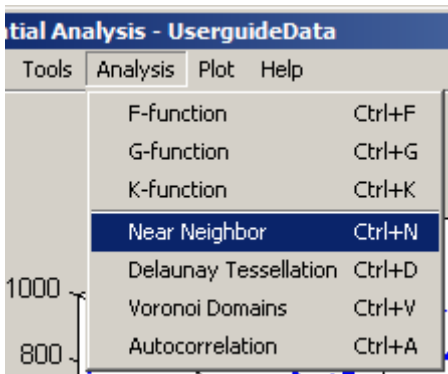 tial Analysis - UserguideData
Tools Analysis Plot Help
F-function Ctrl+F
G-function Ctrl+G
K-function Ctrl+K
Near Neighbor Ctrl+N
Delaunay Tessellation Ctrl+D
1000
Voronoi Domains Ctrl+V
800
Autocorrelation Ctrl+A